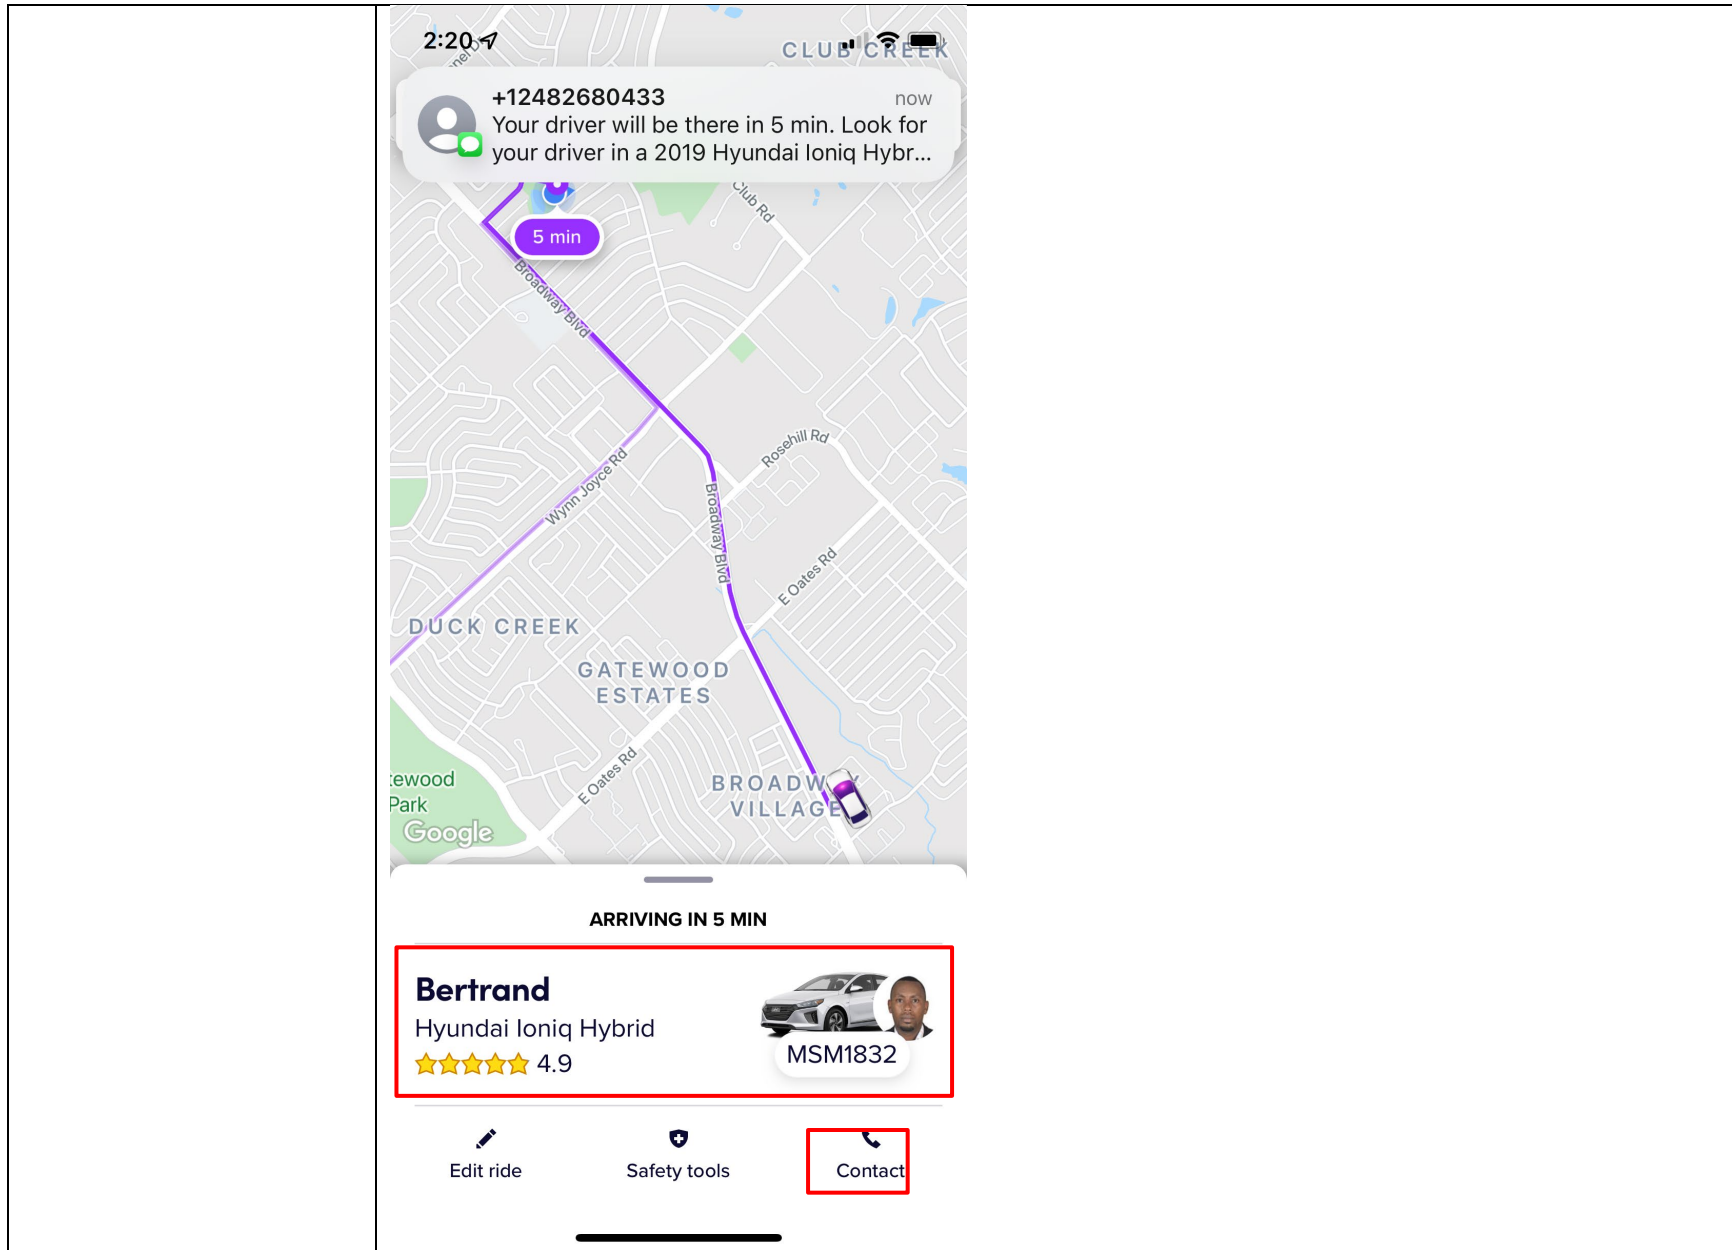 2:20
CLUB CREEK
+12482680433
now
Your driver will be there in 5 min. Look for
your driver in a 2019 Hyundai Ioniq Hybr...
Club Rd
5 min
Broadway Blvd
Rosehill Rd
Wynn Joyce Rd
Broadway Blvd
E Oates Rd
DUCK CREEK
GATEWOOD
ESTATES
E Oates Rd
tewood
Park
BROADW
VILLAGE
Google
ARRIVING IN 5 MIN
Bertrand
Hyundai Ioniq Hybrid
4.9
MSM1832
Edit ride
Safety tools
Contact